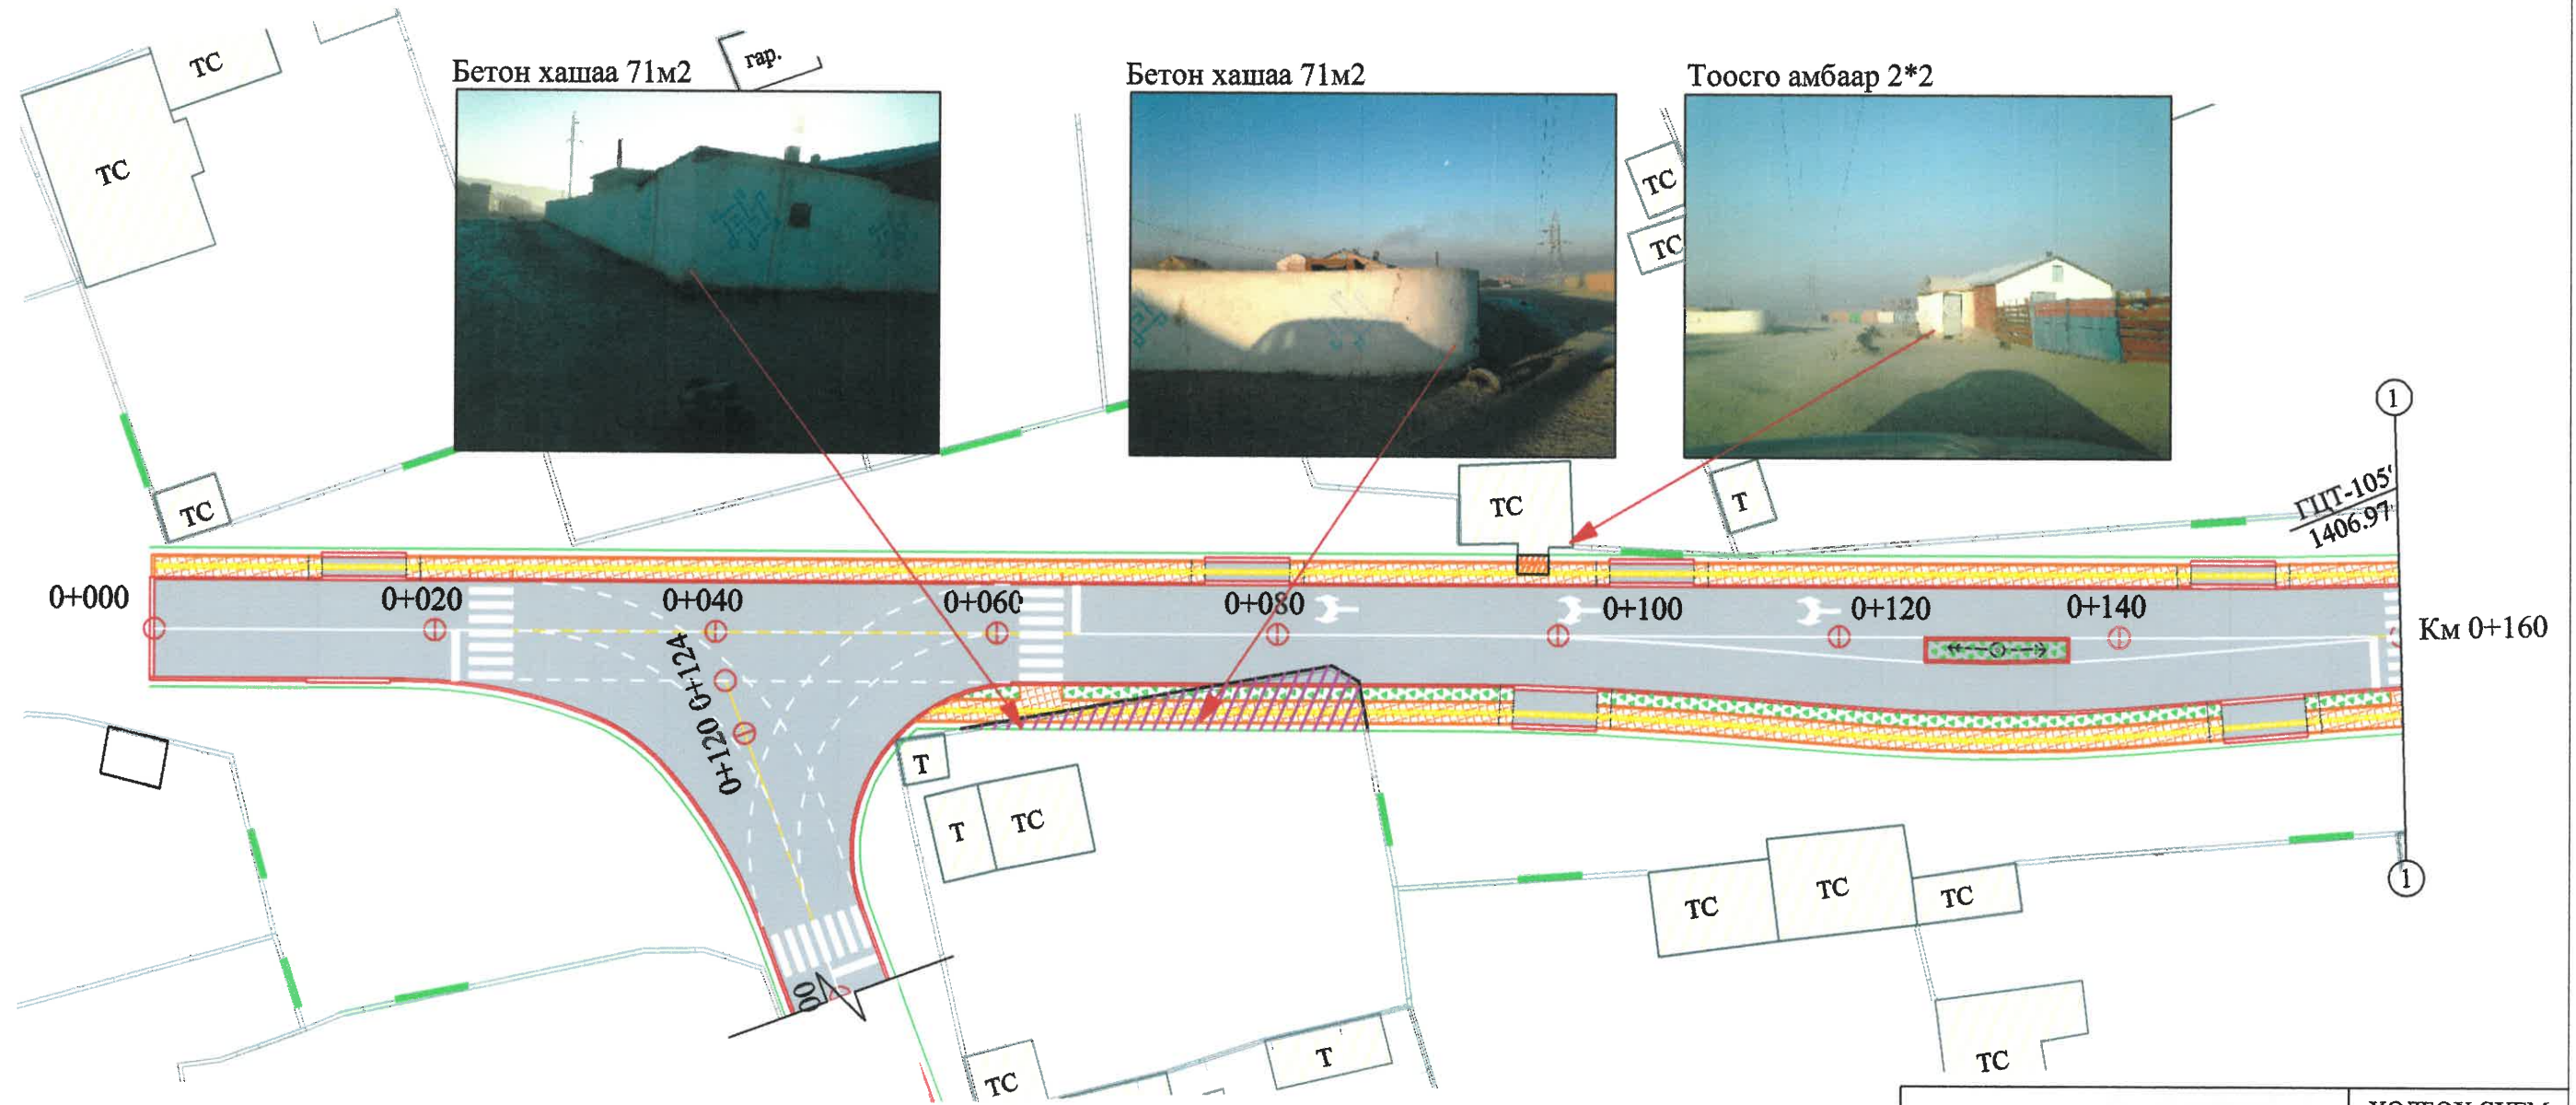 ТС
гар.
Бетон хашаа 71м2
Бетон хашаа 71м2
Тоосго амбаар 2*2
ТС
ТС
ТС
1
ТС
ТС
Т
ГЦТ-105'
1406.97
0+000
0+020
0+040
0+060
0+080
0+100
0+120
0+140
Км 0+160
0+120 0+124
Т
Т
ТС
ТС
ТС
ТС
1
00
ТС
Т
ТС